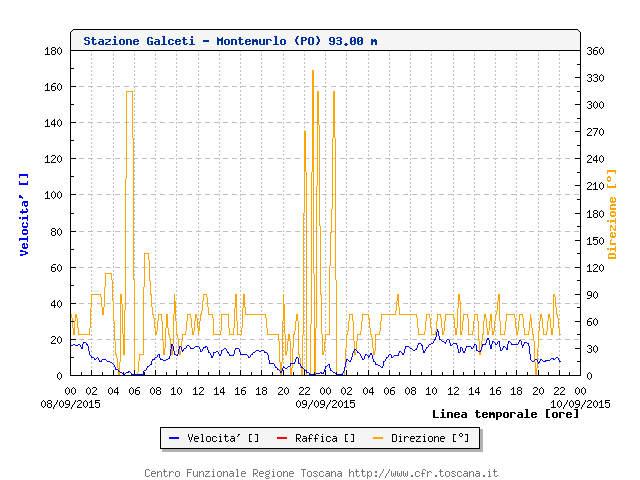 Stazione Galceti - Montemurlo (PO) 93.00 m
180
160
140
120
100
80
60
40
20
0
Velocita' []
360
330
300
270
240
210
180
150
120
90
60
30
0
Direzione [°]
00 02 04 06 08 10 12 14 16 18 20 22 00 02 04 06 08 10 12 14 16 18 20 22 00
08/09/2015 09/09/2015 10/09/2015
Linea temporale [ore]
Velocita' [] Raffica [] Direzione [°]
Centro Funzionale Regione Toscana http://www.cfr.toscana.it